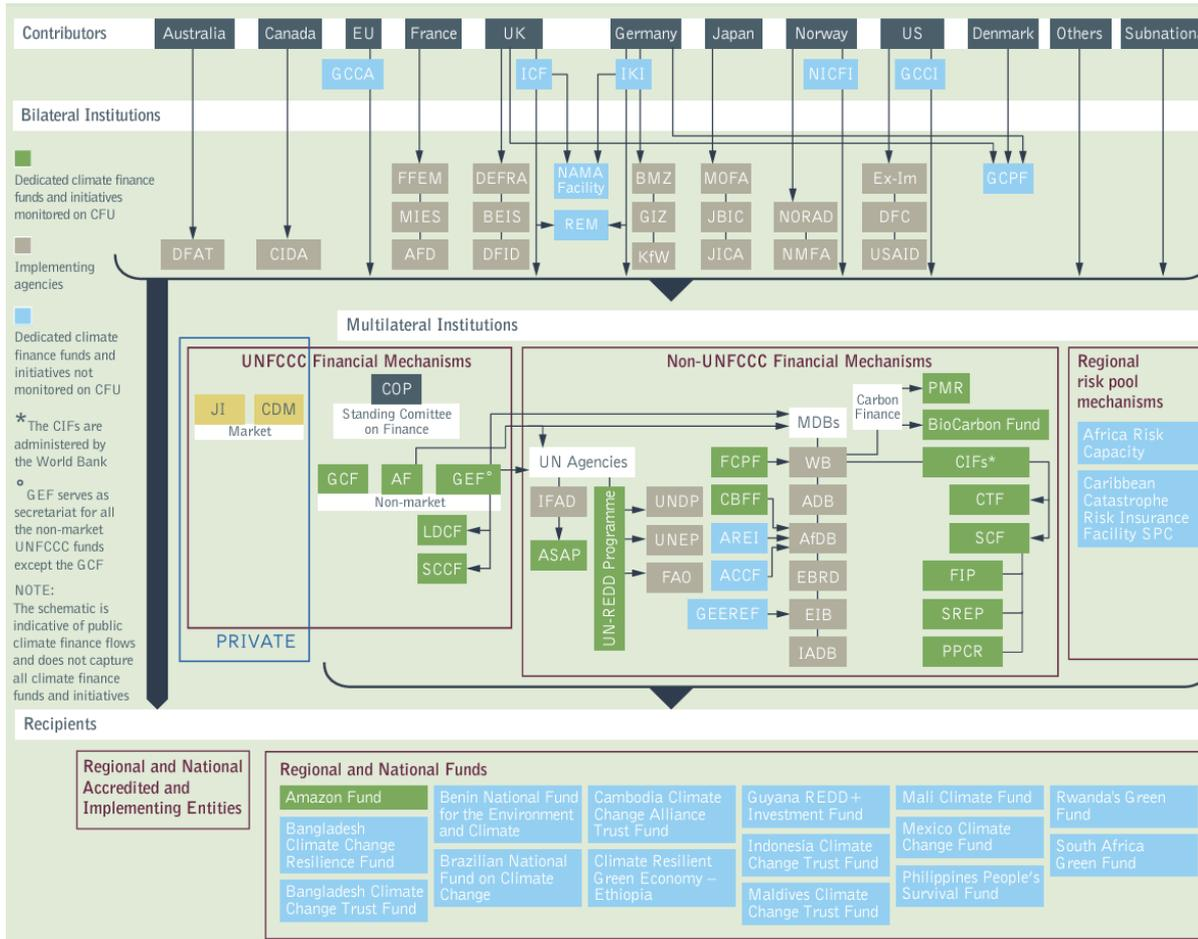 Contributors
Australia
Canada
EU
France
UK
Germany
Japan
Norway
US
Denmark
Others
Subnation
GCCA
ICF
IKI
NICFI
GCCI
Bilateral Institutions
Dedicated climate finance
funds and initiatives
monitored on CFU
Implementing
agencies
Dedicated climate
finance funds and
initiatives not
monitored on CFU
*The CIFs are
administered by
the World Bank
° GEF serves as
secretariat for all
the non-market
UNFCCC funds
except the GCF
NOTE:
The schematic is
indicative of public
climate finance flows
and does not capture
all climate finance
funds and initiatives
DFAT
CIDA
FFEM
MIES
AFD
DEFRA
BEIS
DFID
NAMA
Facility
REM
BMZ
GIZ
KfW
MOFA
JBIC
JICA
NORAD
NMFA
Ex-Im
DFC
USAID
GCPF
Multilateral Institutions
UNFCCC Financial Mechanisms
JI
CDM
Market
COP
Standing Comittee
on Finance
GCF
AF
GEF°
Non-market
LDCF
SCCF
PRIVATE
Non-UNFCCC Financial Mechanisms
UN Agencies
IFAD
ASAP
UN-REDD Programme
UNDP
UNEP
FAO
FCPF
CBFF
AREI
ACCF
GEEREF
MDBs
WB
ADB
AfDB
EBRD
EIB
IADB
Carbon
Finance
PMR
BioCarbon Fund
CIFs*
CTF
SCF
FIP
SREP
PPCR
Regional
risk pool
mechanisms
Africa Risk
Capacity
Caribbean
Catastrophe
Risk Insurance
Facility SPC
Recipients
Regional and National
Accredited and
Implementing Entities
Regional and National Funds
Amazon Fund
Bangladesh
Climate Change
Resilience Fund
Bangladesh Climate
Change Trust Fund
Benin National Fund
for the Environment
and Climate
Brazilian National
Fund on Climate
Change
Cambodia Climate
Change Alliance
Trust Fund
Climate Resilient
Green Economy –
Ethiopia
Guyana REDD+
Investment Fund
Indonesia Climate
Change Trust Fund
Maldives Climate
Change Trust Fund
Mali Climate Fund
Mexico Climate
Change Fund
Philippines People's
Survival Fund
Rwanda's Green
Fund
South Africa
Green Fund